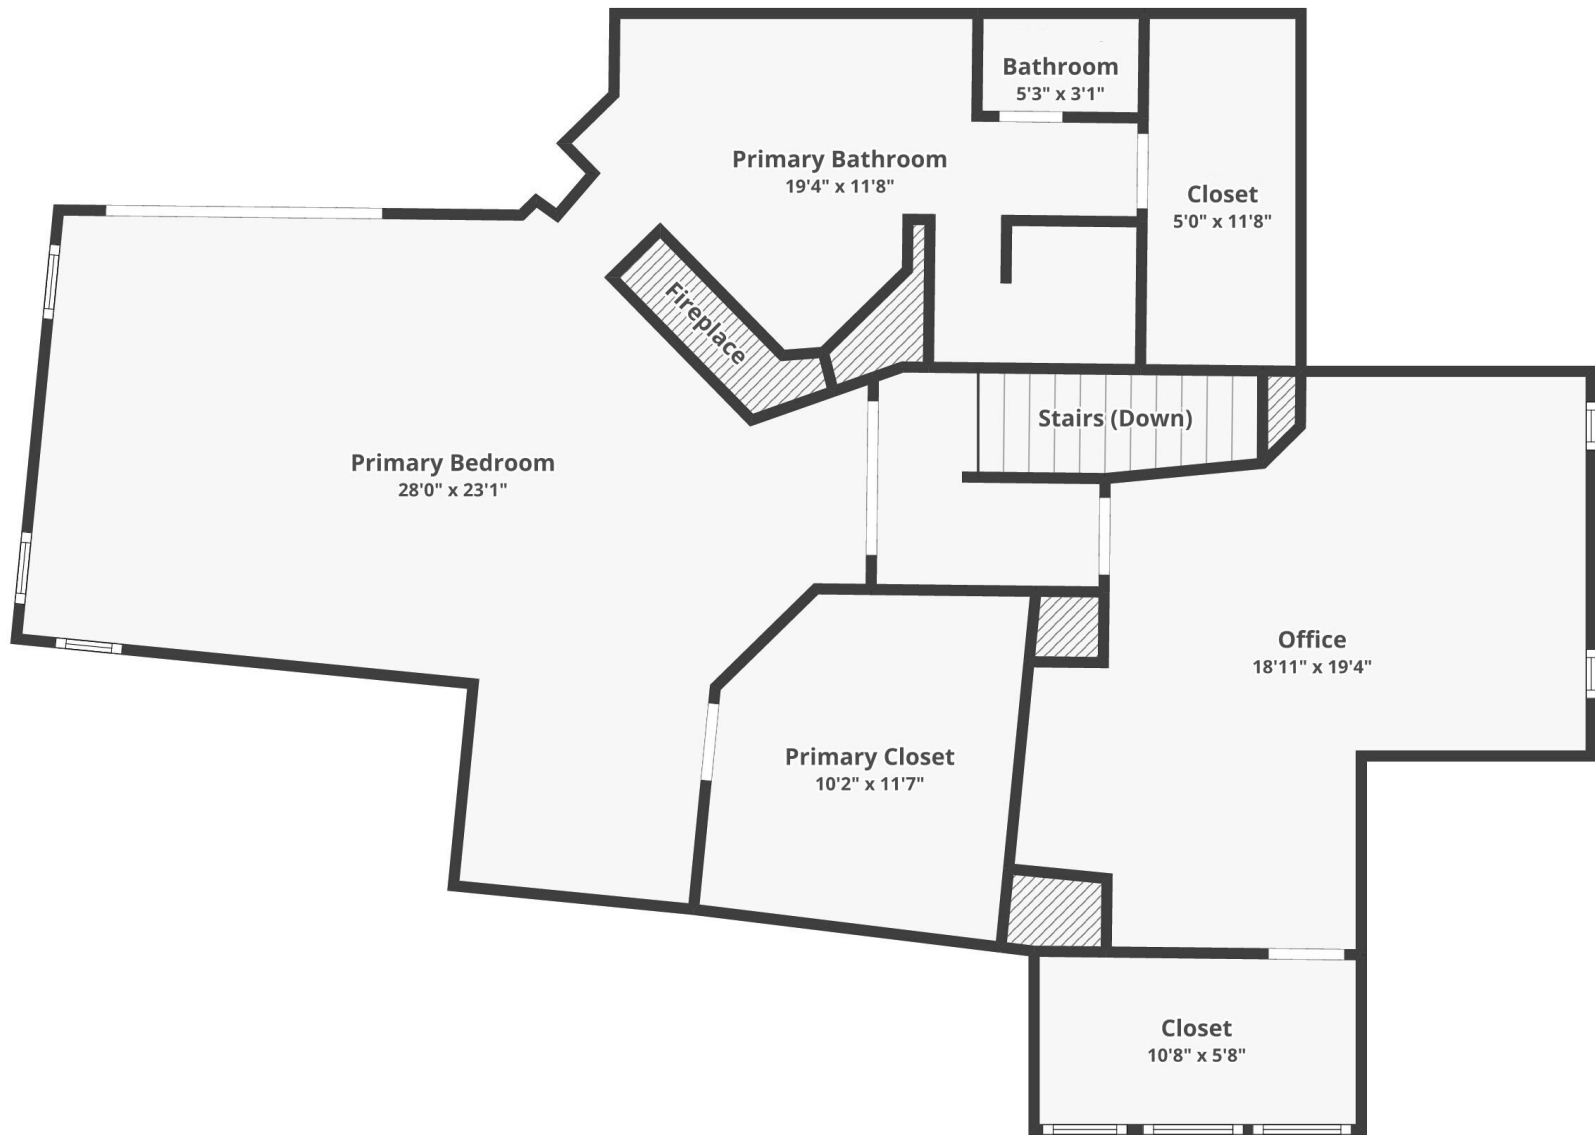 Bathroom
5'3" x 3'1"
Primary Bathroom
19'4" x 11'8"
Closet
5'0" x 11'8"
Fireplace
Stairs (Down)
Primary Bedroom
28'0" x 23'1"
Office
18'11" x 19'4"
Primary Closet
10'2" x 11'7"
Closet
10'8" x 5'8"